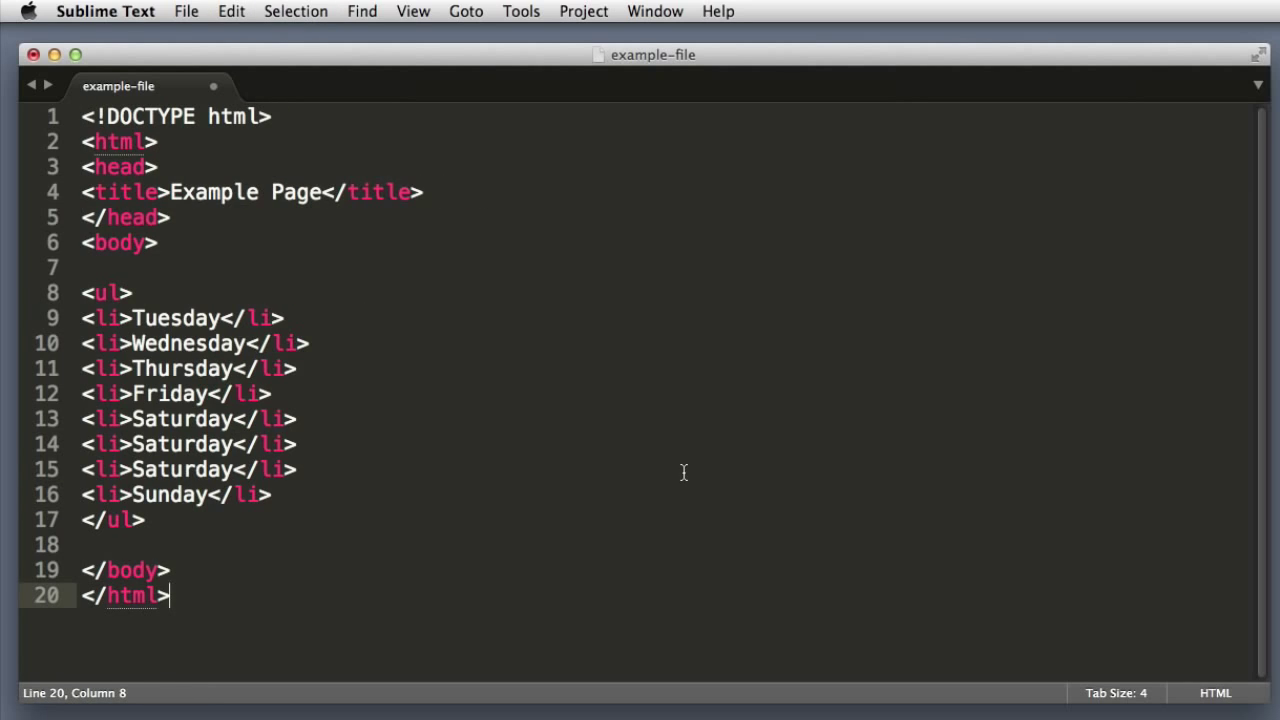 Sublime Text File Edit Selection Find View Goto Tools Project Window Help
example-file
example-file
1 <!DOCTYPE html>
2 <html>
3 <head>
4 <title>Example Page</title>
5 </head>
6 <body>
7
8 <ul>
9 <li>Tuesday</li>
10 <li>Wednesday</li>
11 <li>Thursday</li>
12 <li>Friday</li>
13 <li>Saturday</li>
14 <li>Saturday</li>
15 <li>Saturday</li>
16 <li>Sunday</li>
17 </ul>
18
19 </body>
20 </html>
Line 20, Column 8 Tab Size: 4 HTML